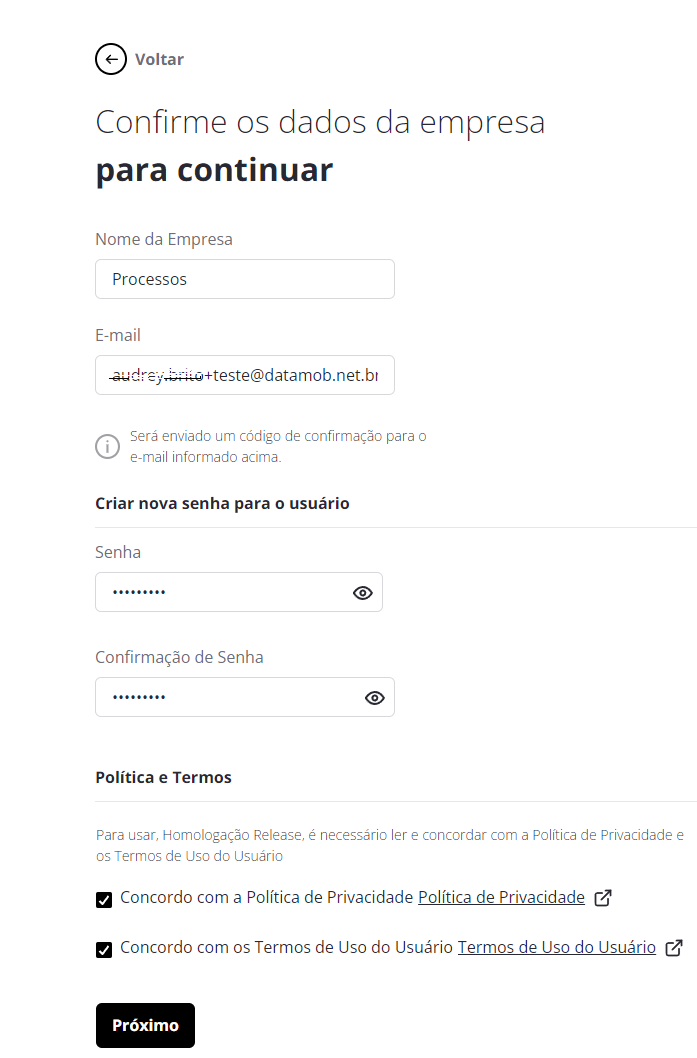 Voltar
Confirme os dados da empresa
para continuar
Nome da Empresa
Processos
E-mail
audrey.brito+teste@datamob.net.br
Será enviado um código de confirmação para o
e-mail informado acima.
Criar nova senha para o usuário
Senha
•••••••••
Confirmação de Senha
•••••••••
Política e Termos
Para usar, Homologação Release, é necessário ler e concordar com a Política de Privacidade e
os Termos de Uso do Usuário
Concordo com a Política de Privacidade Política de Privacidade
Concordo com os Termos de Uso do Usuário Termos de Uso do Usuário
Próximo